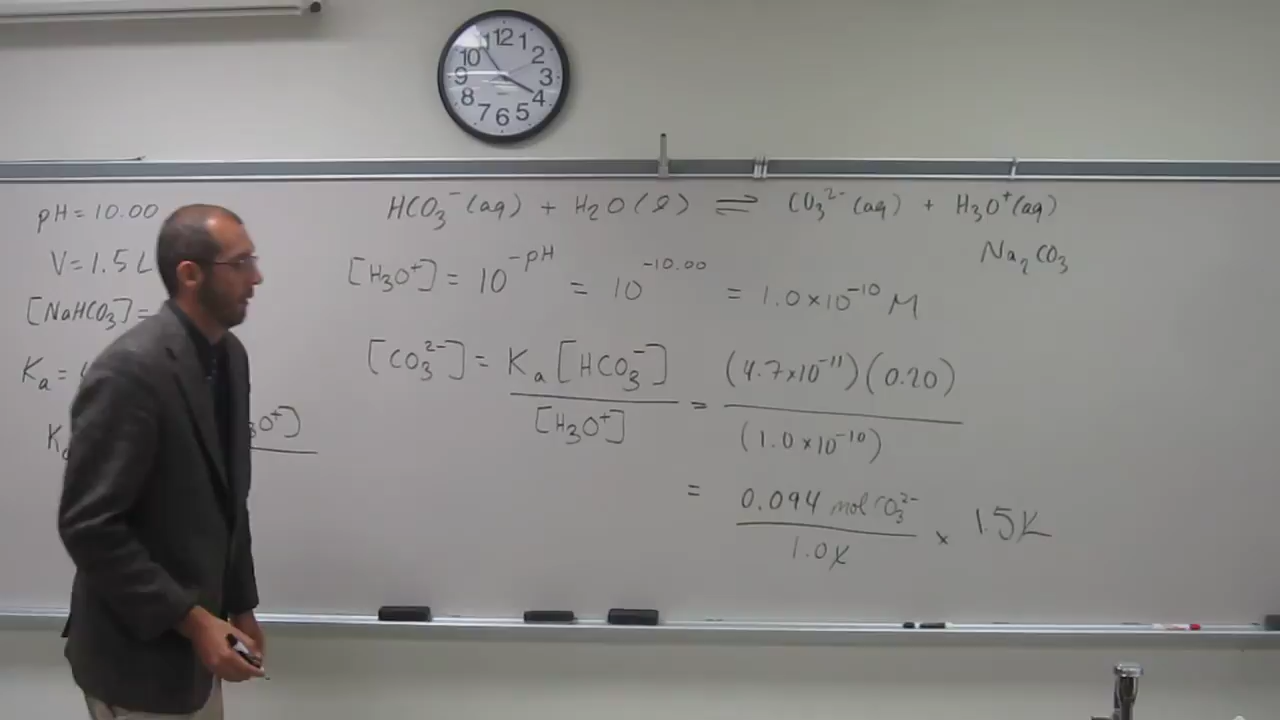 12
11 1
10 2
9 3
8 4
7 6 5
pH = 10.00
V = 1.5 L
[NaHCO₃] =
Kₐ =
₃O⁺]
HCO₃⁻(aq) + H₂O(l) ⇌ CO₃²⁻(aq) + H₃O⁺(aq)
Na₂CO₃
[H₃O⁺] = 10^-pH = 10^-10.00 = 1.0×10⁻¹⁰ M
[CO₃²⁻] = Kₐ[HCO₃⁻] / [H₃O⁺] = (4.7×10⁻¹¹)(0.20) / (1.0×10⁻¹⁰)
= 0.094 mol CO₃²⁻ / 1.0L × 1.5L